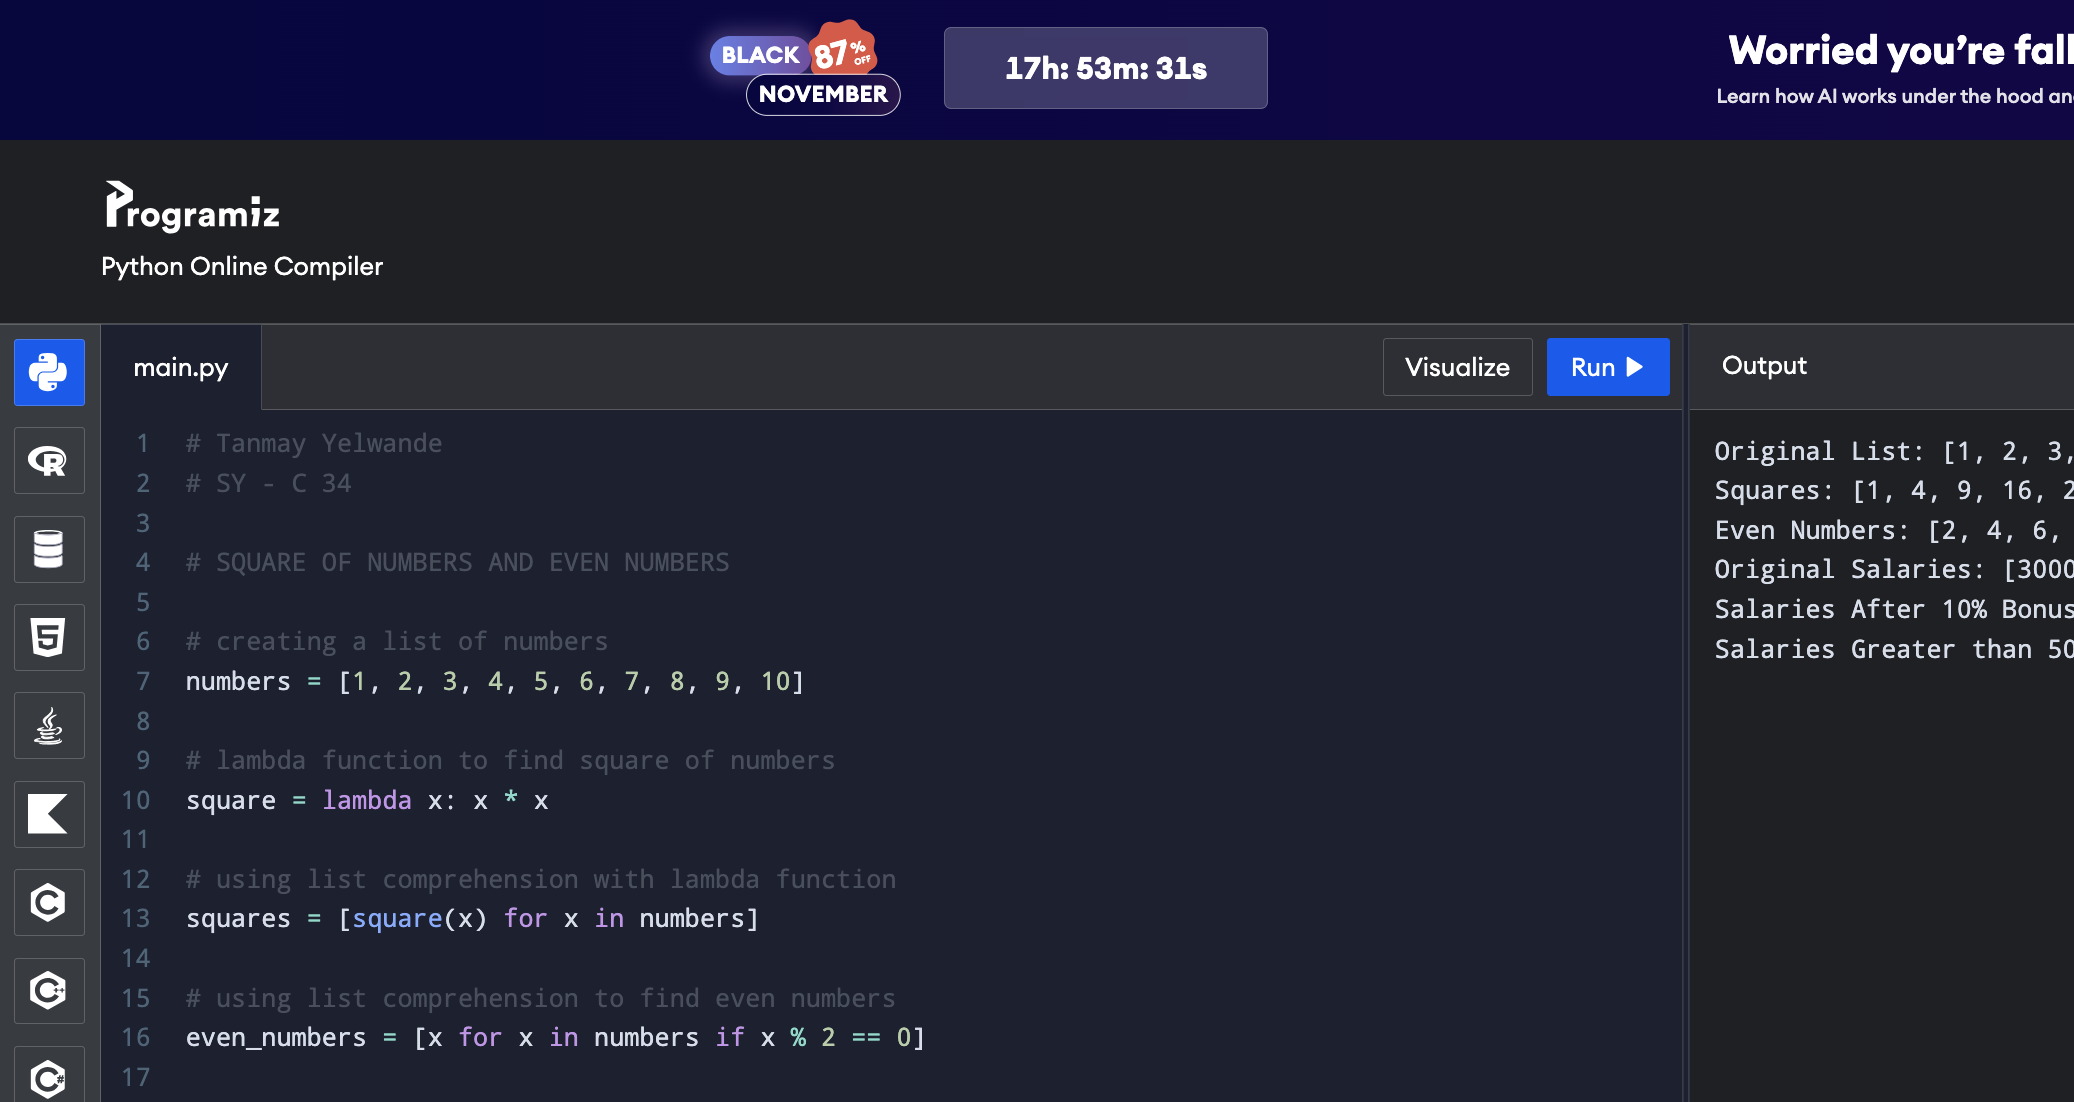 BLACK 87% OFF
NOVEMBER
17h: 53m: 31s
Worried you're fall
Learn how AI works under the hood an
Programiz
Python Online Compiler
main.py
Visualize
Run
Output
1 # Tanmay Yelwande
2 # SY - C 34
3
4 # SQUARE OF NUMBERS AND EVEN NUMBERS
5
6 # creating a list of numbers
7 numbers = [1, 2, 3, 4, 5, 6, 7, 8, 9, 10]
8
9 # lambda function to find square of numbers
10 square = lambda x: x * x
11
12 # using list comprehension with lambda function
13 squares = [square(x) for x in numbers]
14
15 # using list comprehension to find even numbers
16 even_numbers = [x for x in numbers if x % 2 == 0]
17
Original List: [1, 2, 3,
Squares: [1, 4, 9, 16, 2
Even Numbers: [2, 4, 6,
Original Salaries: [3000
Salaries After 10% Bonus
Salaries Greater than 50
R
5
C
C++
C#